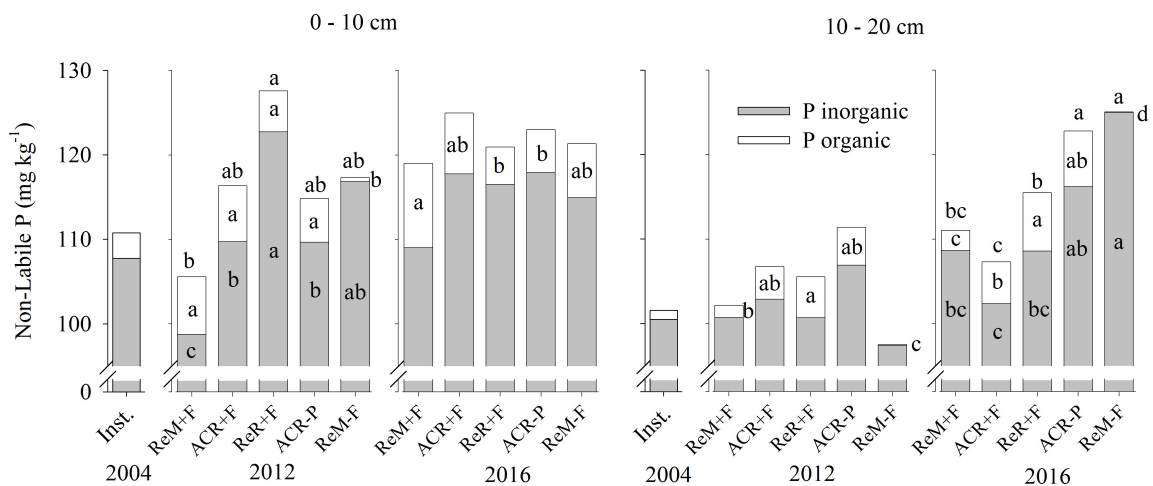 0 - 10 cm
10 - 20 cm
Non-Labile P (mg kg-1)
130
120
110
100
0
P inorganic
P organic
b
a
c
ab
a
b
a
a
a
ab
a
b
ab
b
ab
a
ab
b
b
ab
b
ab
a
ab
c
bc
c
bc
c
b
c
b
a
bc
a
ab
ab
a
d
a
Inst.
ReM+F
ACR+F
ReR+F
ACR-P
ReM-F
ReM+F
ACR+F
ReR+F
ACR-P
ReM-F
Inst.
ReM+F
ACR+F
ReR+F
ACR-P
ReM-F
ReM+F
ACR+F
ReR+F
ACR-P
ReM-F
2004
2012
2016
2004
2012
2016